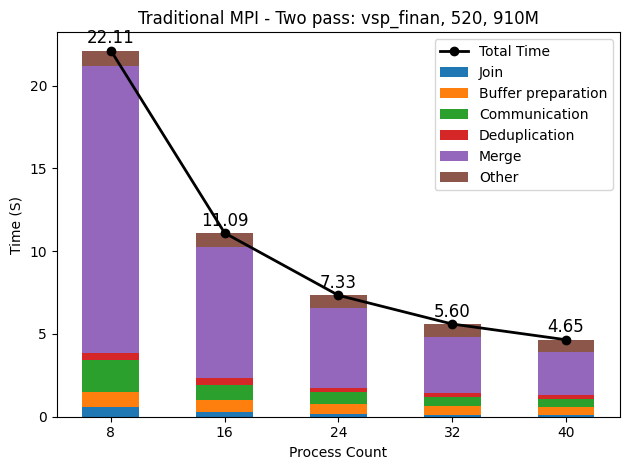 Traditional MPI - Two pass: vsp_finan, 520, 910M
22.11
11.09
7.33
5.60
4.65
Total Time
Join
Buffer preparation
Communication
Deduplication
Merge
Other
Time (S)
20
15
10
5
0
8 16 24 32 40
Process Count